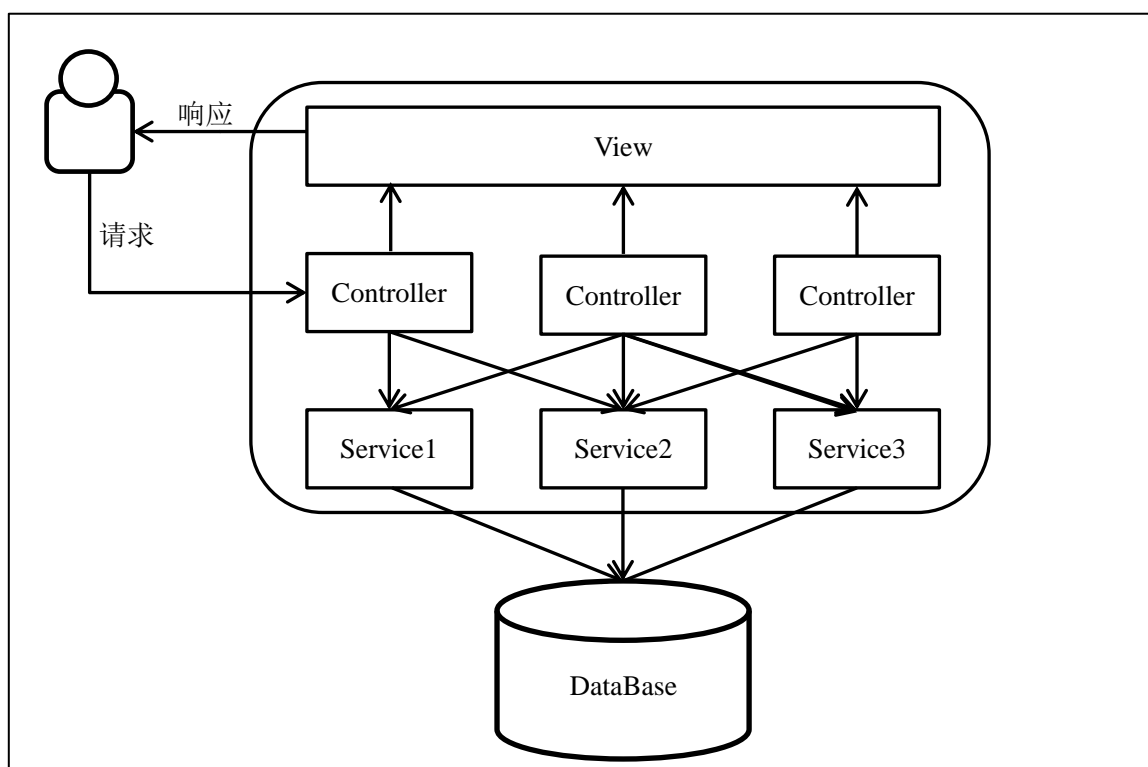 响应
View
请求
Controller
Controller
Controller
Service1
Service2
Service3
DataBase